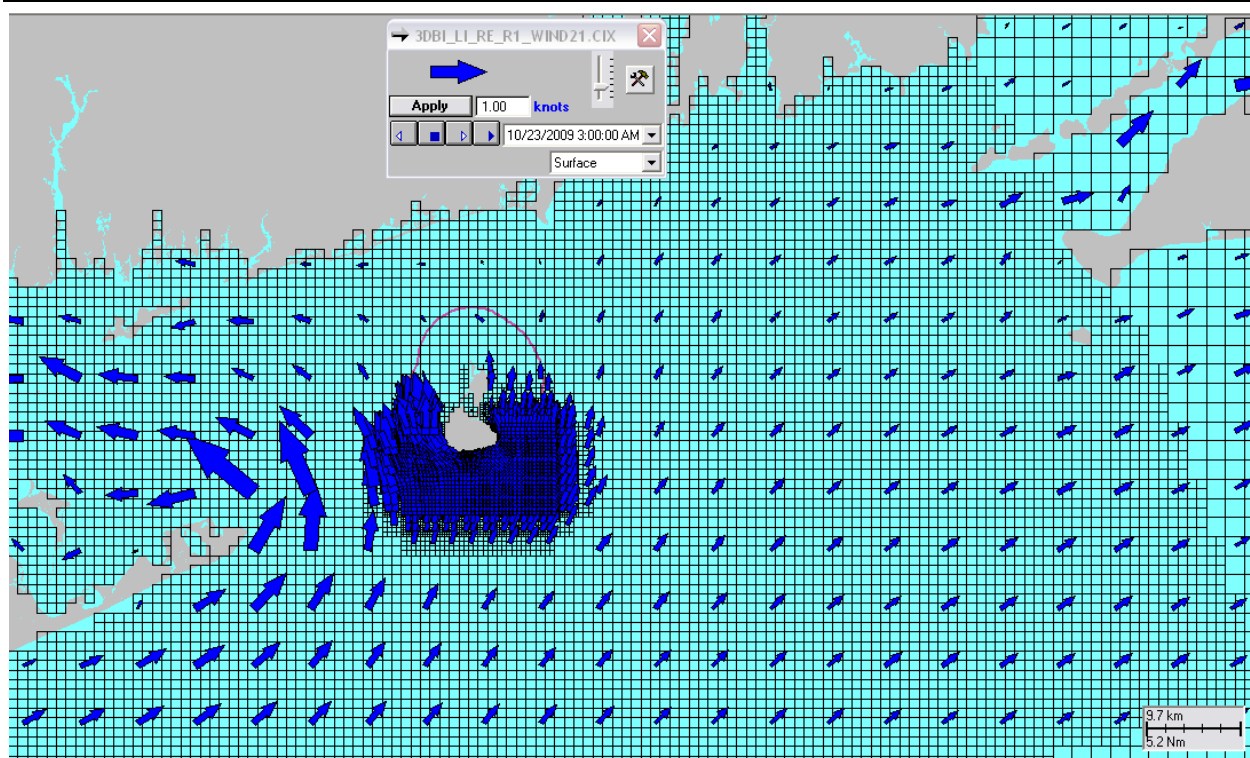 3DBI_LI_RE_R1_WIND21.CIX
Apply 1.00 knots
10/23/2009 3:00:00 AM
Surface
9.7 km
5.2 Nm